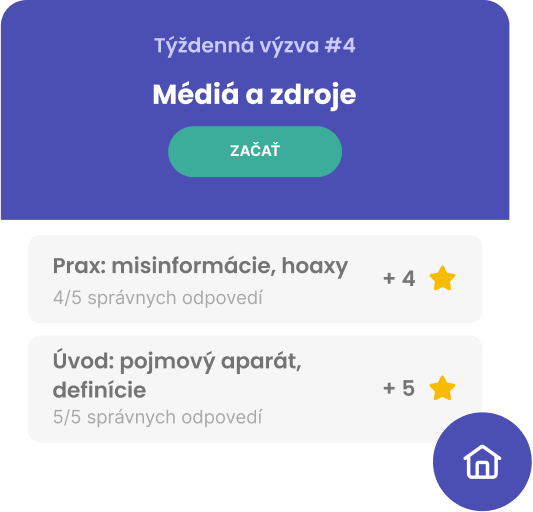 Týždenná výzva #4
Médiá a zdroje
ZAČAŤ
Prax: misinformácie, hoaxy
+ 4
4/5 správnych odpovedí
Úvod: pojmový aparát,
definície
+ 5
5/5 správnych odpovedí